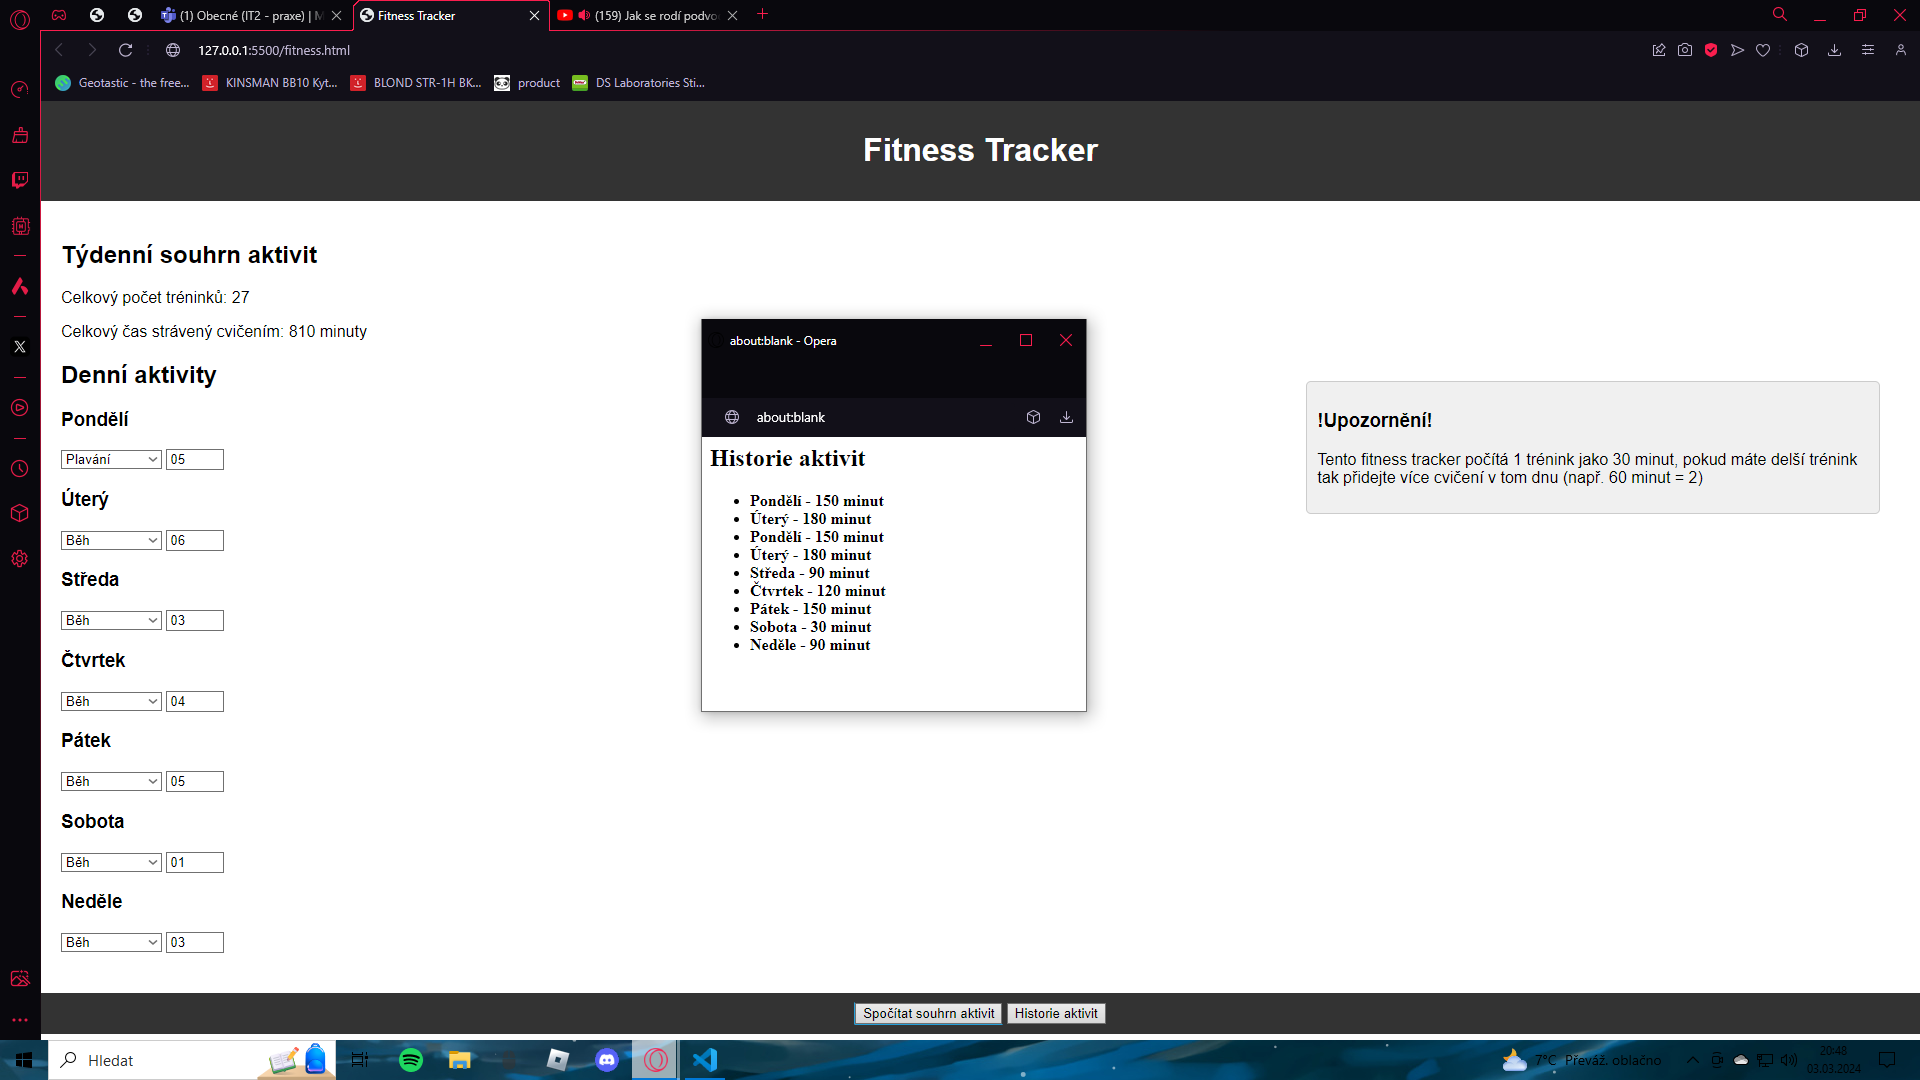 (1) Obecné (IT2 - praxe) | M
Fitness Tracker
(159) Jak se rodí podvo
127.0.0.1:5500/fitness.html
Geotastic - the free...
KINSMAN BB10 Kyt...
BLOND STR-1H BK...
product
DS Laboratories Sti...
Fitness Tracker
Týdenní souhrn aktivit
Celkový počet tréninků: 27
Celkový čas strávený cvičením: 810 minuty
Denní aktivity
Pondělí
Plavání 05
Úterý
Běh 06
Středa
Běh 03
Čtvrtek
Běh 04
Pátek
Běh 05
Sobota
Běh 01
Neděle
Běh 03
about:blank - Opera
about:blank
Historie aktivit
Pondělí - 150 minut
Úterý - 180 minut
Pondělí - 150 minut
Úterý - 180 minut
Středa - 90 minut
Čtvrtek - 120 minut
Pátek - 150 minut
Sobota - 30 minut
Neděle - 90 minut
!Upozornění!
Tento fitness tracker počítá 1 trénink jako 30 minut, pokud máte delší trénink
tak přidejte více cvičení v tom dnu (např. 60 minut = 2)
Spočítat souhrn aktivit
Historie aktivit
Hledat
7°C Převáž. oblačno
20:48
03.03.2024